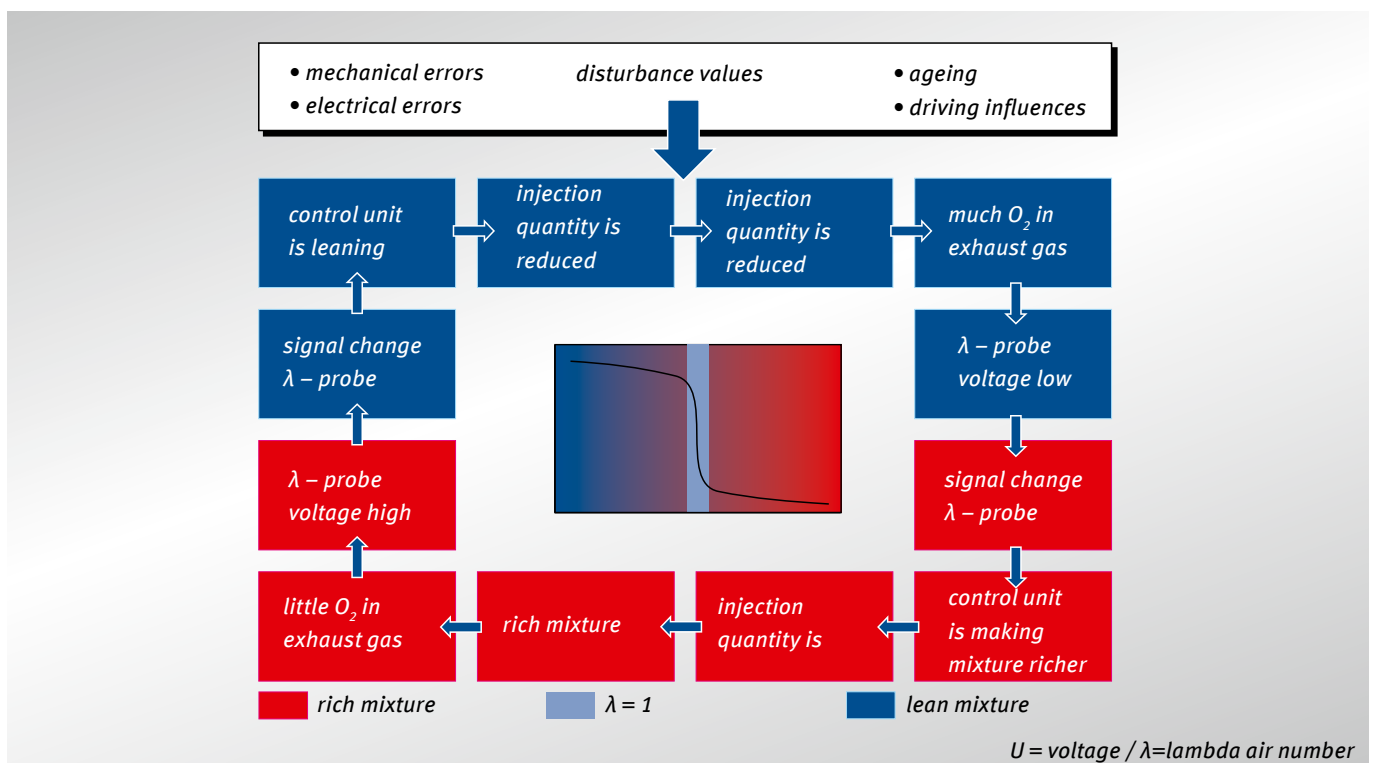 • mechanical errors
• electrical errors
disturbance values
• ageing
• driving influences
control unit
is leaning
injection
quantity is
reduced
injection
quantity is
reduced
much O₂ in
exhaust gas
signal change
λ – probe
λ – probe
voltage low
λ – probe
voltage high
signal change
λ – probe
little O₂ in
exhaust gas
rich mixture
injection
quantity is
control unit
is making
mixture richer
rich mixture
λ = 1
lean mixture
U = voltage / λ=lambda air number